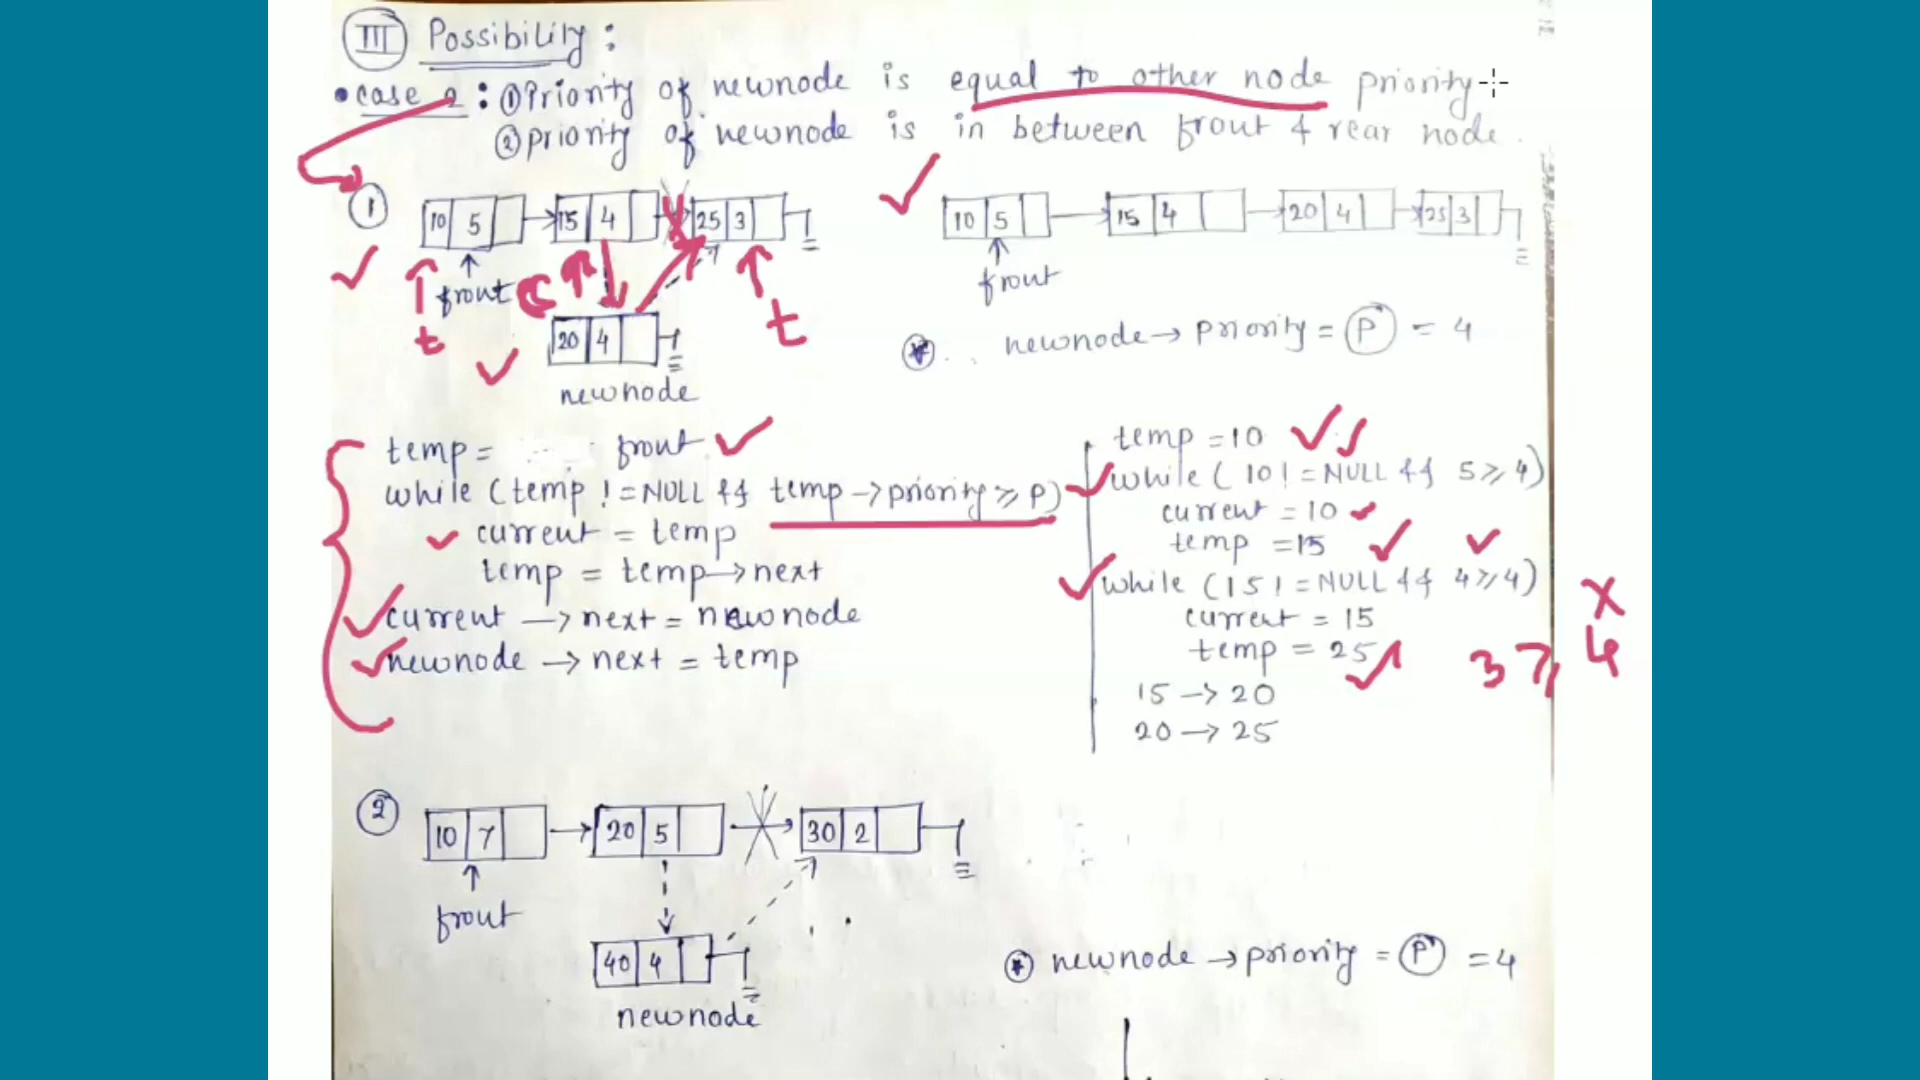 III Possibility :
• case 2 : ① Priority of newnode is equal to other node priority
② priority of newnode is in between front & rear node.
①
10 5 15 4 25 3
front
t
t
20 4
newnode
10 5 15 4 20 4 25 3
front
newnode → priority = P = 4
temp = front
while (temp != NULL && temp → priority ≥ P)
current = temp
temp = temp → next
current → next = newnode
newnode → next = temp
temp = 10
while (10 != NULL && 5 ≥ 4)
current = 10
temp = 15
while (15 != NULL && 4 ≥ 4)
current = 15
temp = 25
3 ≥ 4
15 → 20
20 → 25
②
10 7 20 5 30 2
front
40 4
newnode
newnode → priority = P = 4